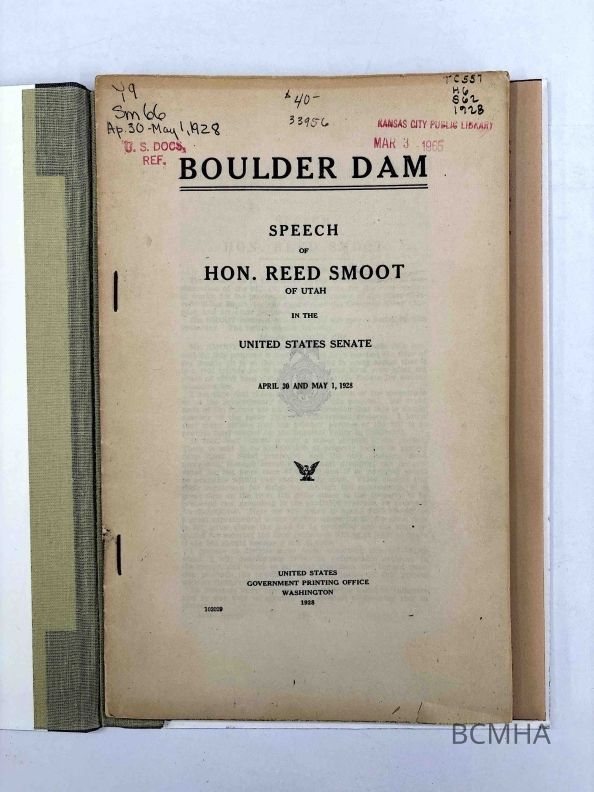 Y9
Sm66
Ap. 30-May 1, 1928
U. S. DOCS.
REF.
$40-
33956
TC557
H6
S62
1928
KANSAS CITY PUBLIC LIBRARY
MAR 3 - 1965
BOULDER DAM
SPEECH
OF
HON. REED SMOOT
OF UTAH
IN THE
UNITED STATES SENATE
APRIL 30 AND MAY 1, 1928
UNITED STATES
GOVERNMENT PRINTING OFFICE
WASHINGTON
1928
102029
BCMHA